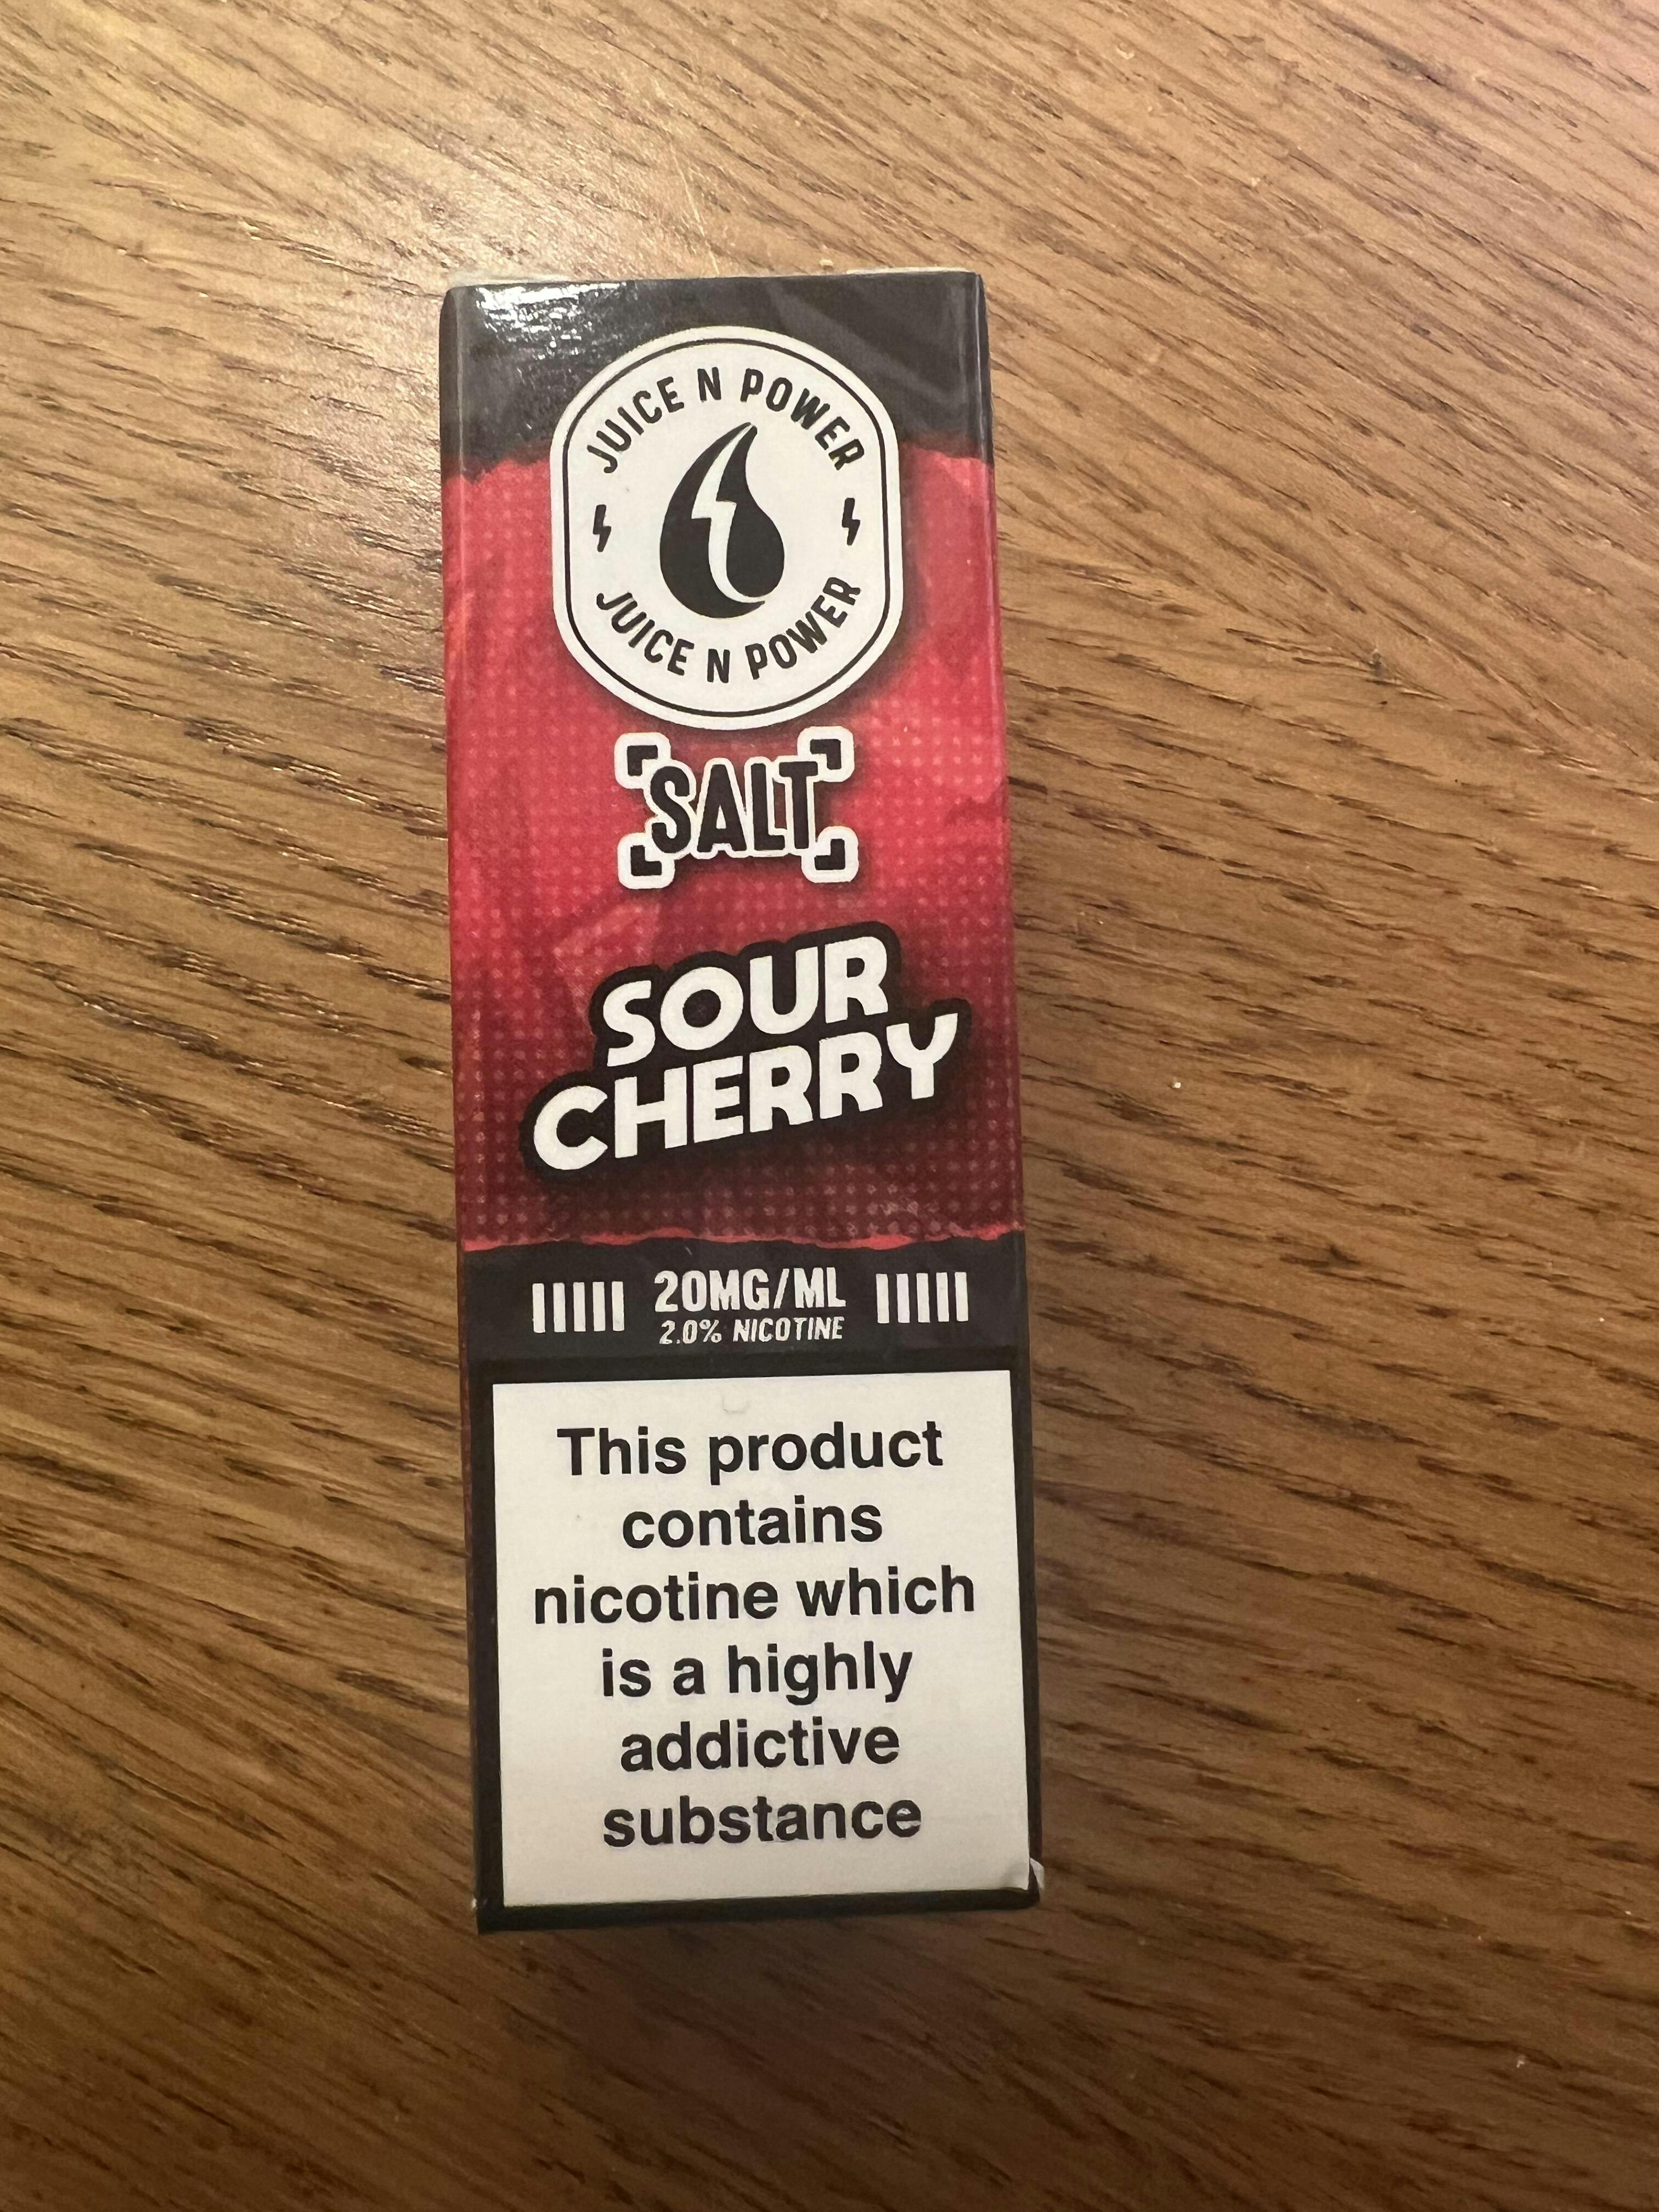 JUICE N POWER
JUICE N POWER
SALT
SOUR
CHERRY
20MG/ML
2.0% NICOTINE
This product
contains
nicotine which
is a highly
addictive
substance